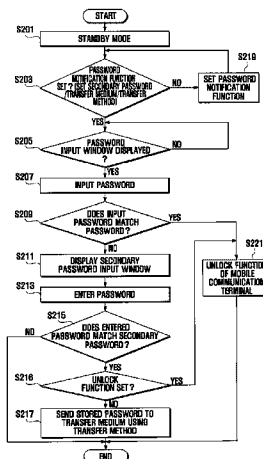 START
S201
STANDBY MODE
S219
S203
PASSWORD
NOTIFICATION FUNCTION
SET ? (SET SECONDARY PASSWORD
/TRANSFER MEDIUM/TRANSFER
METHOD)
NO
SET PASSWORD
NOTIFICATION
FUNCTION
YES
S205
PASSWORD
INPUT WINDOW DISPLAYED
?
NO
S207
YES
INPUT PASSWORD
S209
DOES INPUT
PASSWORD MATCH
PASSWORD?
YES
S211
NO
DISPLAY SECONDARY
PASSWORD INPUT WINDOW
S221
UNLOCK FUNCTION
OF MOBILE
COMMUNICATION
TERMINAL
S213
ENTER PASSWORD
S215
NO
DOES ENTERED
PASSWORD MATCH SECONDARY
PASSWORD ?
YES
S216
UNLOCK
FUNCTION SET ?
YES
NO
S217
SEND STORED PASSWORD TO
TRANSFER MEDIUM USING
TRANSFER METHOD
END